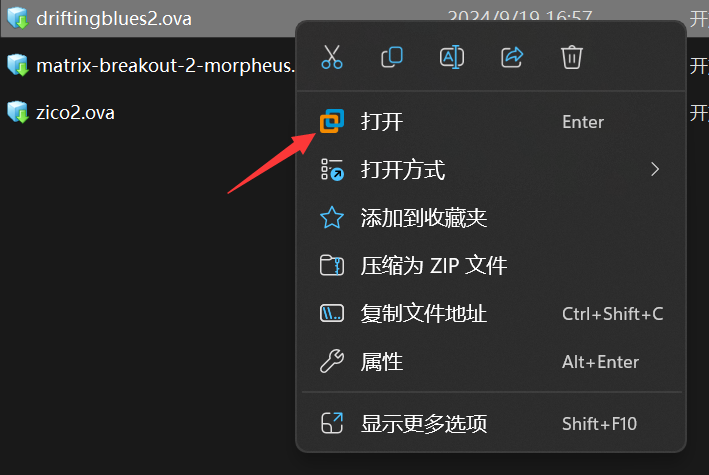 driftingblues2.ova 2024/9/19 16:57 开
matrix-breakout-2-morpheus. 开
zico2.ova 开
打开 Enter
打开方式
添加到收藏夹
压缩为 ZIP 文件
复制文件地址 Ctrl+Shift+C
属性 Alt+Enter
显示更多选项 Shift+F10